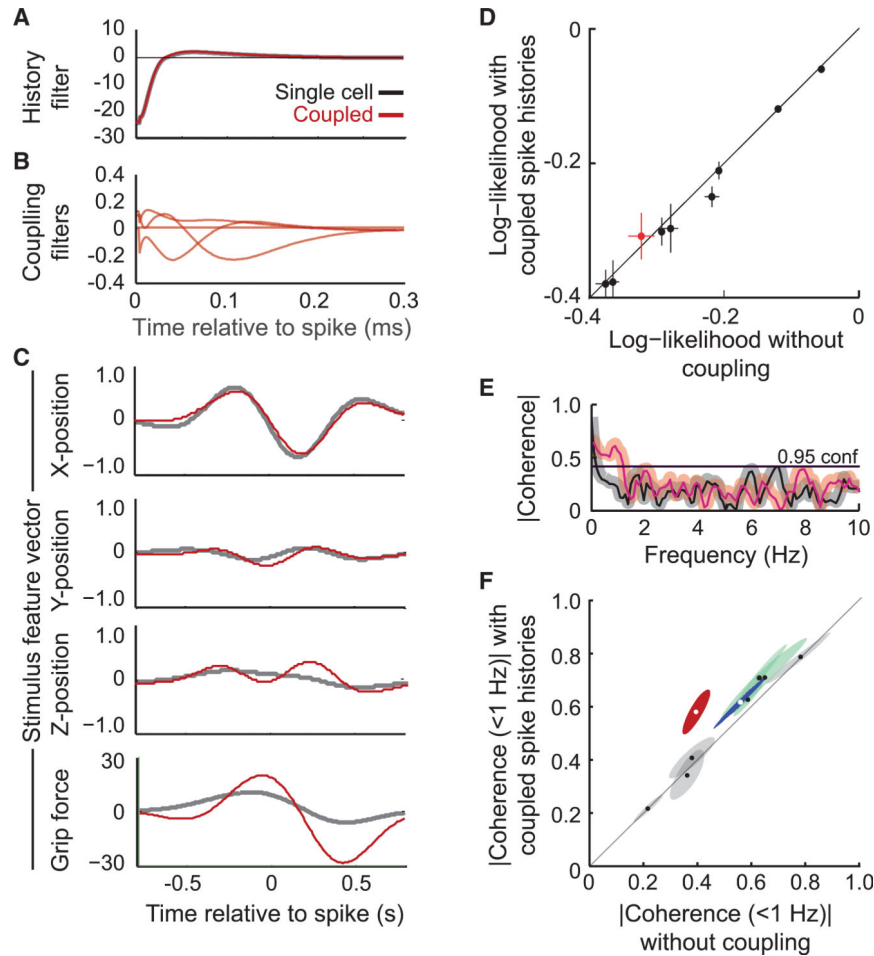 A
History
filter
10
0
-10
-20
-30
Single cell
Coupled
B
Couplling
filters
0.4
0.2
0
-0.2
-0.4
0
0.1
0.2
0.3
Time relative to spike (ms)
C
Stimulus feature vector
X-position
1.0
0
-1.0
Y-position
1.0
0
-1.0
Z-position
1.0
0
-1.0
Grip force
30
0
-30
-0.5
0
0.5
Time relative to spike (s)
D
Log-likelihood with
coupled spike histories
0
-0.2
-0.4
-0.4
-0.2
0
Log-likelihood without
coupling
E
|Coherence|
1.0
0.5
0
0.95 conf
0
2
4
6
8
10
Frequency (Hz)
F
|Coherence (<1 Hz)| with
coupled spike histories
1.0
0.8
0.6
0.4
0.2
0
0
0.2
0.4
0.6
0.8
1.0
|Coherence (<1 Hz)|
without coupling